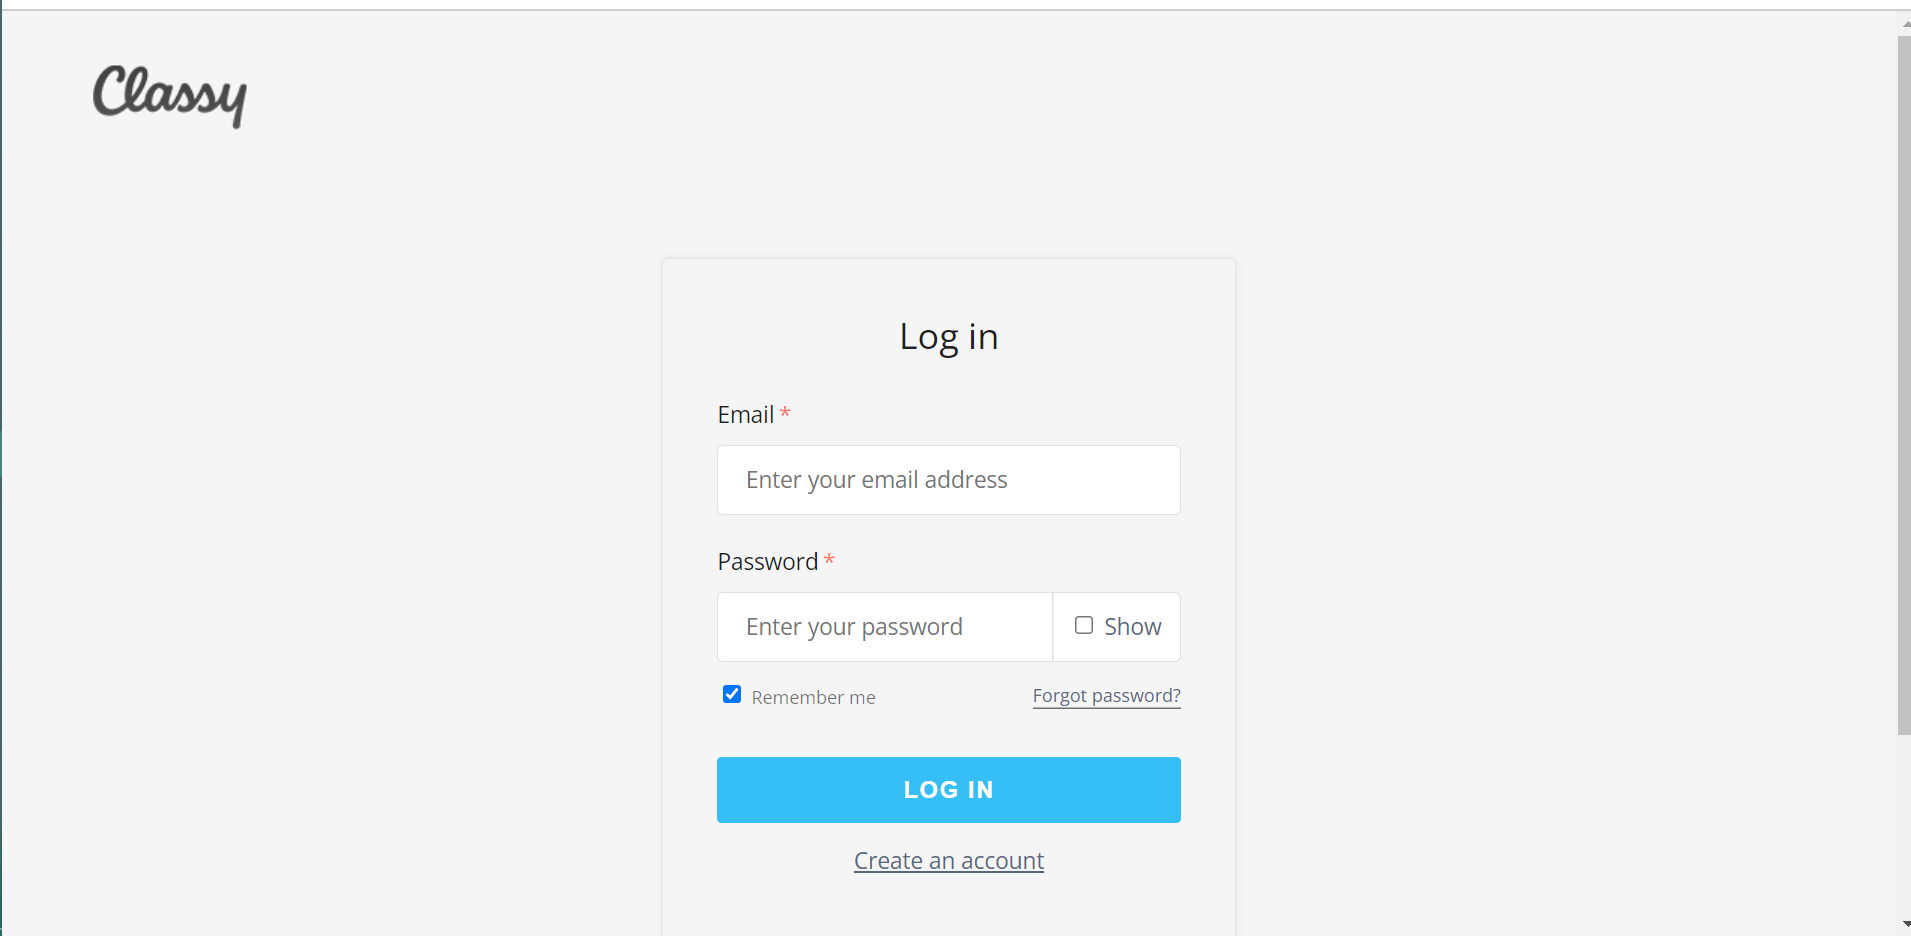 Classy
Log in
Email *
Enter your email address
Password *
Enter your password
Show
Remember me
Forgot password?
LOG IN
Create an account